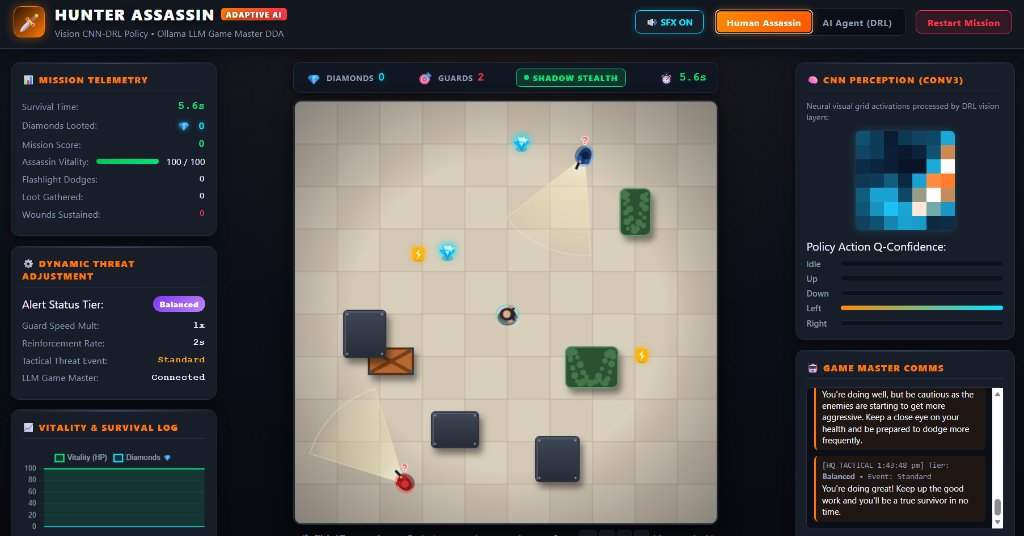 HUNTER ASSASSIN ADAPTIVE AI
Vision CNN-DRL Policy • Ollama LLM Game Master DDA
SFX ON
Human Assassin
AI Agent (DRL)
Restart Mission
MISSION TELEMETRY
Survival Time: 5.6s
Diamonds Looted: 0
Mission Score: 0
Assassin Vitality: 100 / 100
Flashlight Dodges: 0
Loot Gathered: 0
Wounds Sustained: 0
DYNAMIC THREAT
ADJUSTMENT
Alert Status Tier: Balanced
Guard Speed Mult: 1x
Reinforcement Rate: 2s
Tactical Threat Event: Standard
LLM Game Master: Connected
VITALITY & SURVIVAL LOG
Vitality (HP) Diamonds
100
80
60
40
20
0
DIAMONDS 0
GUARDS 2
SHADOW STEALTH
5.6s
?
?
CNN PERCEPTION (CONV3)
Neural visual grid activations processed by DRL vision
layers:
Policy Action Q-Confidence:
Idle
Up
Down
Left
Right
GAME MASTER COMMS
You're doing well, but be cautious as the
enemies are starting to get more
aggressive. Keep a close eye on your
health and be prepared to dodge more
frequently.
[HQ TACTICAL 1:43:48 pm] Tier:
Balanced • Event: Standard
You're doing great! Keep up the good
work and you'll be a true survivor in no
time.